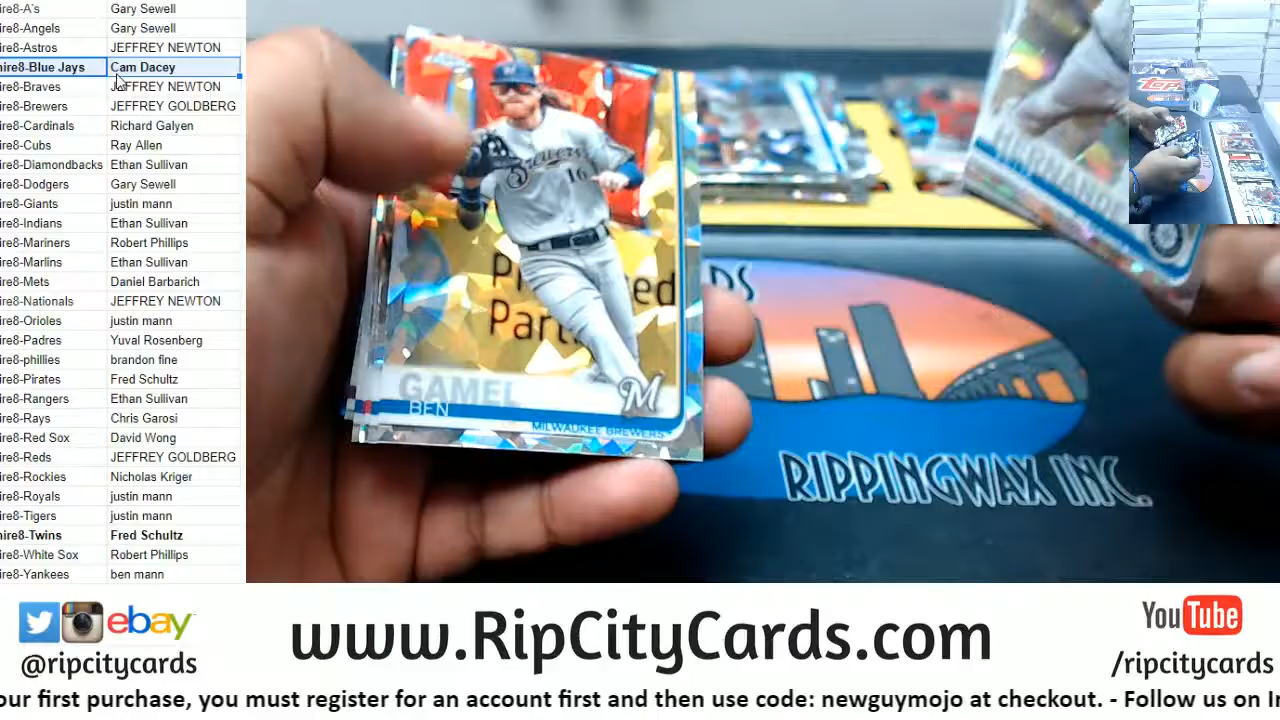 ire8-A's Gary Sewell
ire8-Angels Gary Sewell
ire8-Astros JEFFREY NEWTON
ire8-Blue Jays Cam Dacey
ire8-Braves JEFFREY NEWTON
ire8-Brewers JEFFREY GOLDBERG
ire8-Cardinals Richard Galyen
ire8-Cubs Ray Allen
ire8-Diamondbacks Ethan Sullivan
ire8-Dodgers Gary Sewell
ire8-Giants justin mann
ire8-Indians Ethan Sullivan
ire8-Mariners Robert Phillips
ire8-Marlins Ethan Sullivan
ire8-Mets Daniel Barbarich
ire8-Nationals JEFFREY NEWTON
ire8-Orioles justin mann
ire8-Padres Yuval Rosenberg
ire8-phillies brandon fine
ire8-Pirates Fred Schultz
ire8-Rangers Ethan Sullivan
ire8-Rays Chris Garosi
ire8-Red Sox David Wong
ire8-Reds JEFFREY GOLDBERG
ire8-Rockies Nicholas Kriger
ire8-Royals justin mann
ire8-Tigers justin mann
ire8-Twins Fred Schultz
ire8-White Sox Robert Phillips
ire8-Yankees ben mann
Brewers
16
GAMEL
BEN
MILWAUKEE BREWERS
M
RIPPINGWAX INC.
topps
ebay
@ripcitycards
www.RipCityCards.com
YouTube
/ripcitycards
our first purchase, you must register for an account first and then use code: newguymojo at checkout. - Follow us on